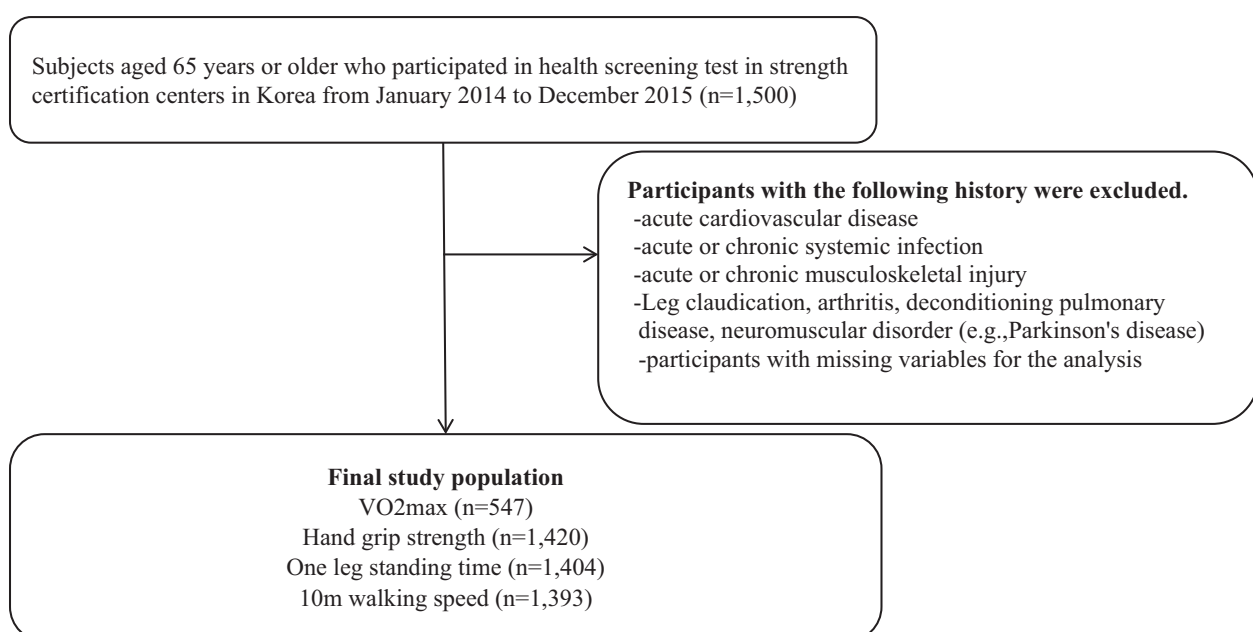 Subjects aged 65 years or older who participated in health screening test in strength
certification centers in Korea from January 2014 to December 2015 (n=1,500)
Participants with the following history were excluded.
-acute cardiovascular disease
-acute or chronic systemic infection
-acute or chronic musculoskeletal injury
-Leg claudication, arthritis, deconditioning pulmonary
disease, neuromuscular disorder (e.g.,Parkinson's disease)
-participants with missing variables for the analysis
Final study population
VO2max (n=547)
Hand grip strength (n=1,420)
One leg standing time (n=1,404)
10m walking speed (n=1,393)